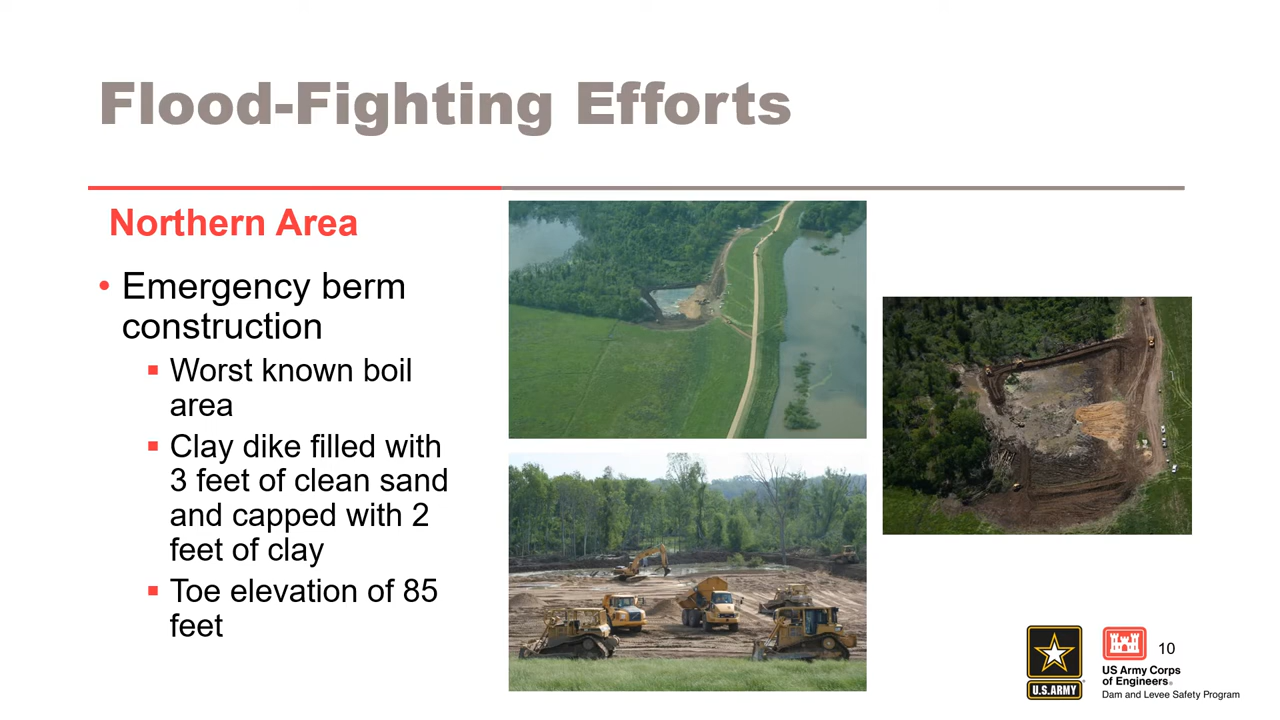 Flood-Fighting Efforts
Northern Area
• Emergency berm
construction
▪ Worst known boil
area
▪ Clay dike filled with
3 feet of clean sand
and capped with 2
feet of clay
▪ Toe elevation of 85
feet
U.S.ARMY
10
US Army Corps
of Engineers®
Dam and Levee Safety Program